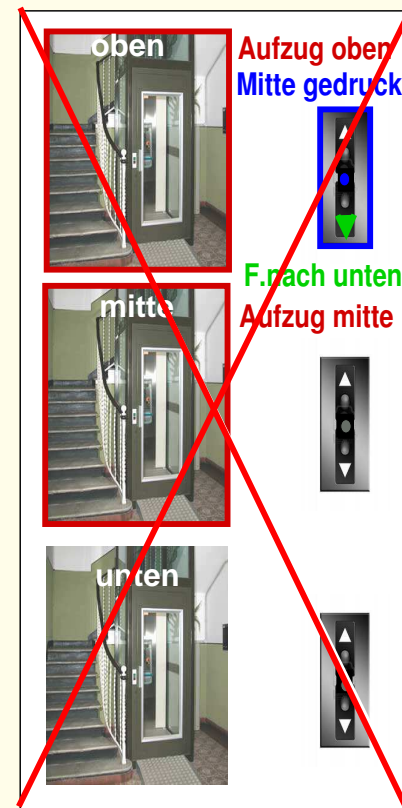 oben
Aufzug oben
Mitte gedruck
F.nach unten
mitte
Aufzug mitte
unten